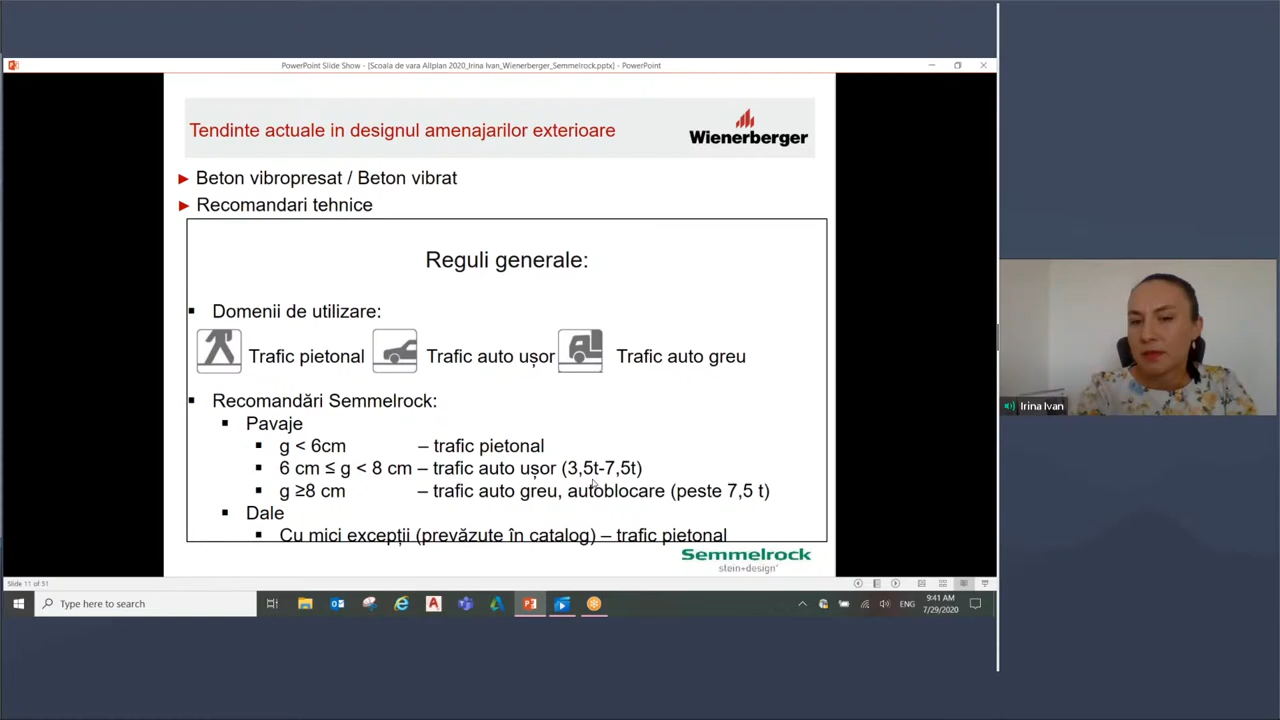 PowerPoint Slide Show - [Scoala de vara Allplan 2020_Irina Ivan_Wienerberger_Semmelrock.pptx] - PowerPoint
Tendinte actuale in designul amenajarilor exterioare
Wienerberger
Beton vibropresat / Beton vibrat
Recomandari tehnice
Reguli generale:
Domenii de utilizare:
Trafic pietonal Trafic auto ușor Trafic auto greu
Recomandări Semmelrock:
Pavaje
g < 6cm – trafic pietonal
6 cm ≤ g < 8 cm – trafic auto ușor (3,5t-7,5t)
g ≥8 cm – trafic auto greu, autoblocare (peste 7,5 t)
Dale
Cu mici excepții (prevăzute în catalog) – trafic pietonal
Semmelrock
stein+design
Slide 11 of 51
Type here to search
ENG
9:41 AM
7/29/2020
Irina Ivan